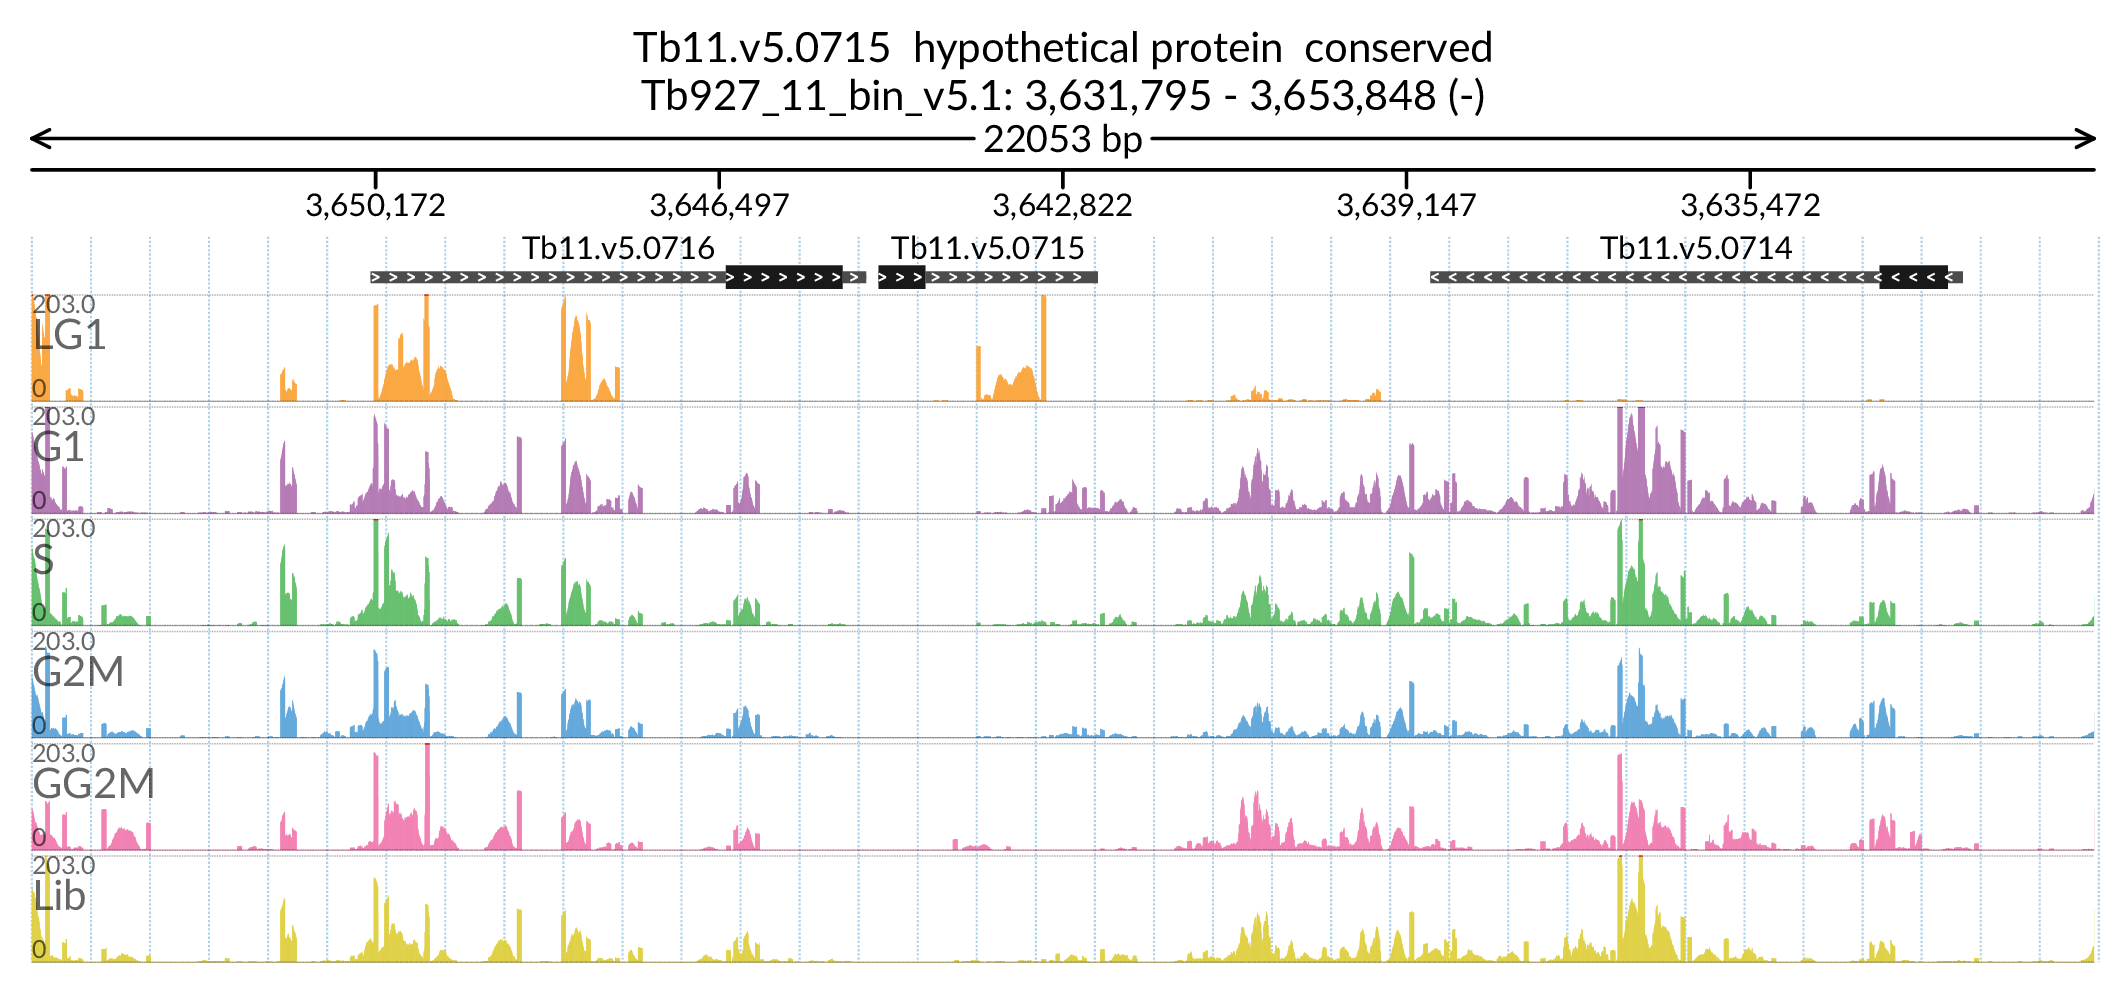 Tb11.v5.0715  hypothetical protein  conserved
Tb927_11_bin_v5.1: 3,631,795 - 3,653,848 (-)
22053 bp
3,650,172 3,646,497 3,642,822 3,639,147 3,635,472
Tb11.v5.0716 Tb11.v5.0715 Tb11.v5.0714
203.0
LG1
0
203.0
G1
0
203.0
S
0
203.0
G2M
0
203.0
GG2M
0
203.0
Lib
0